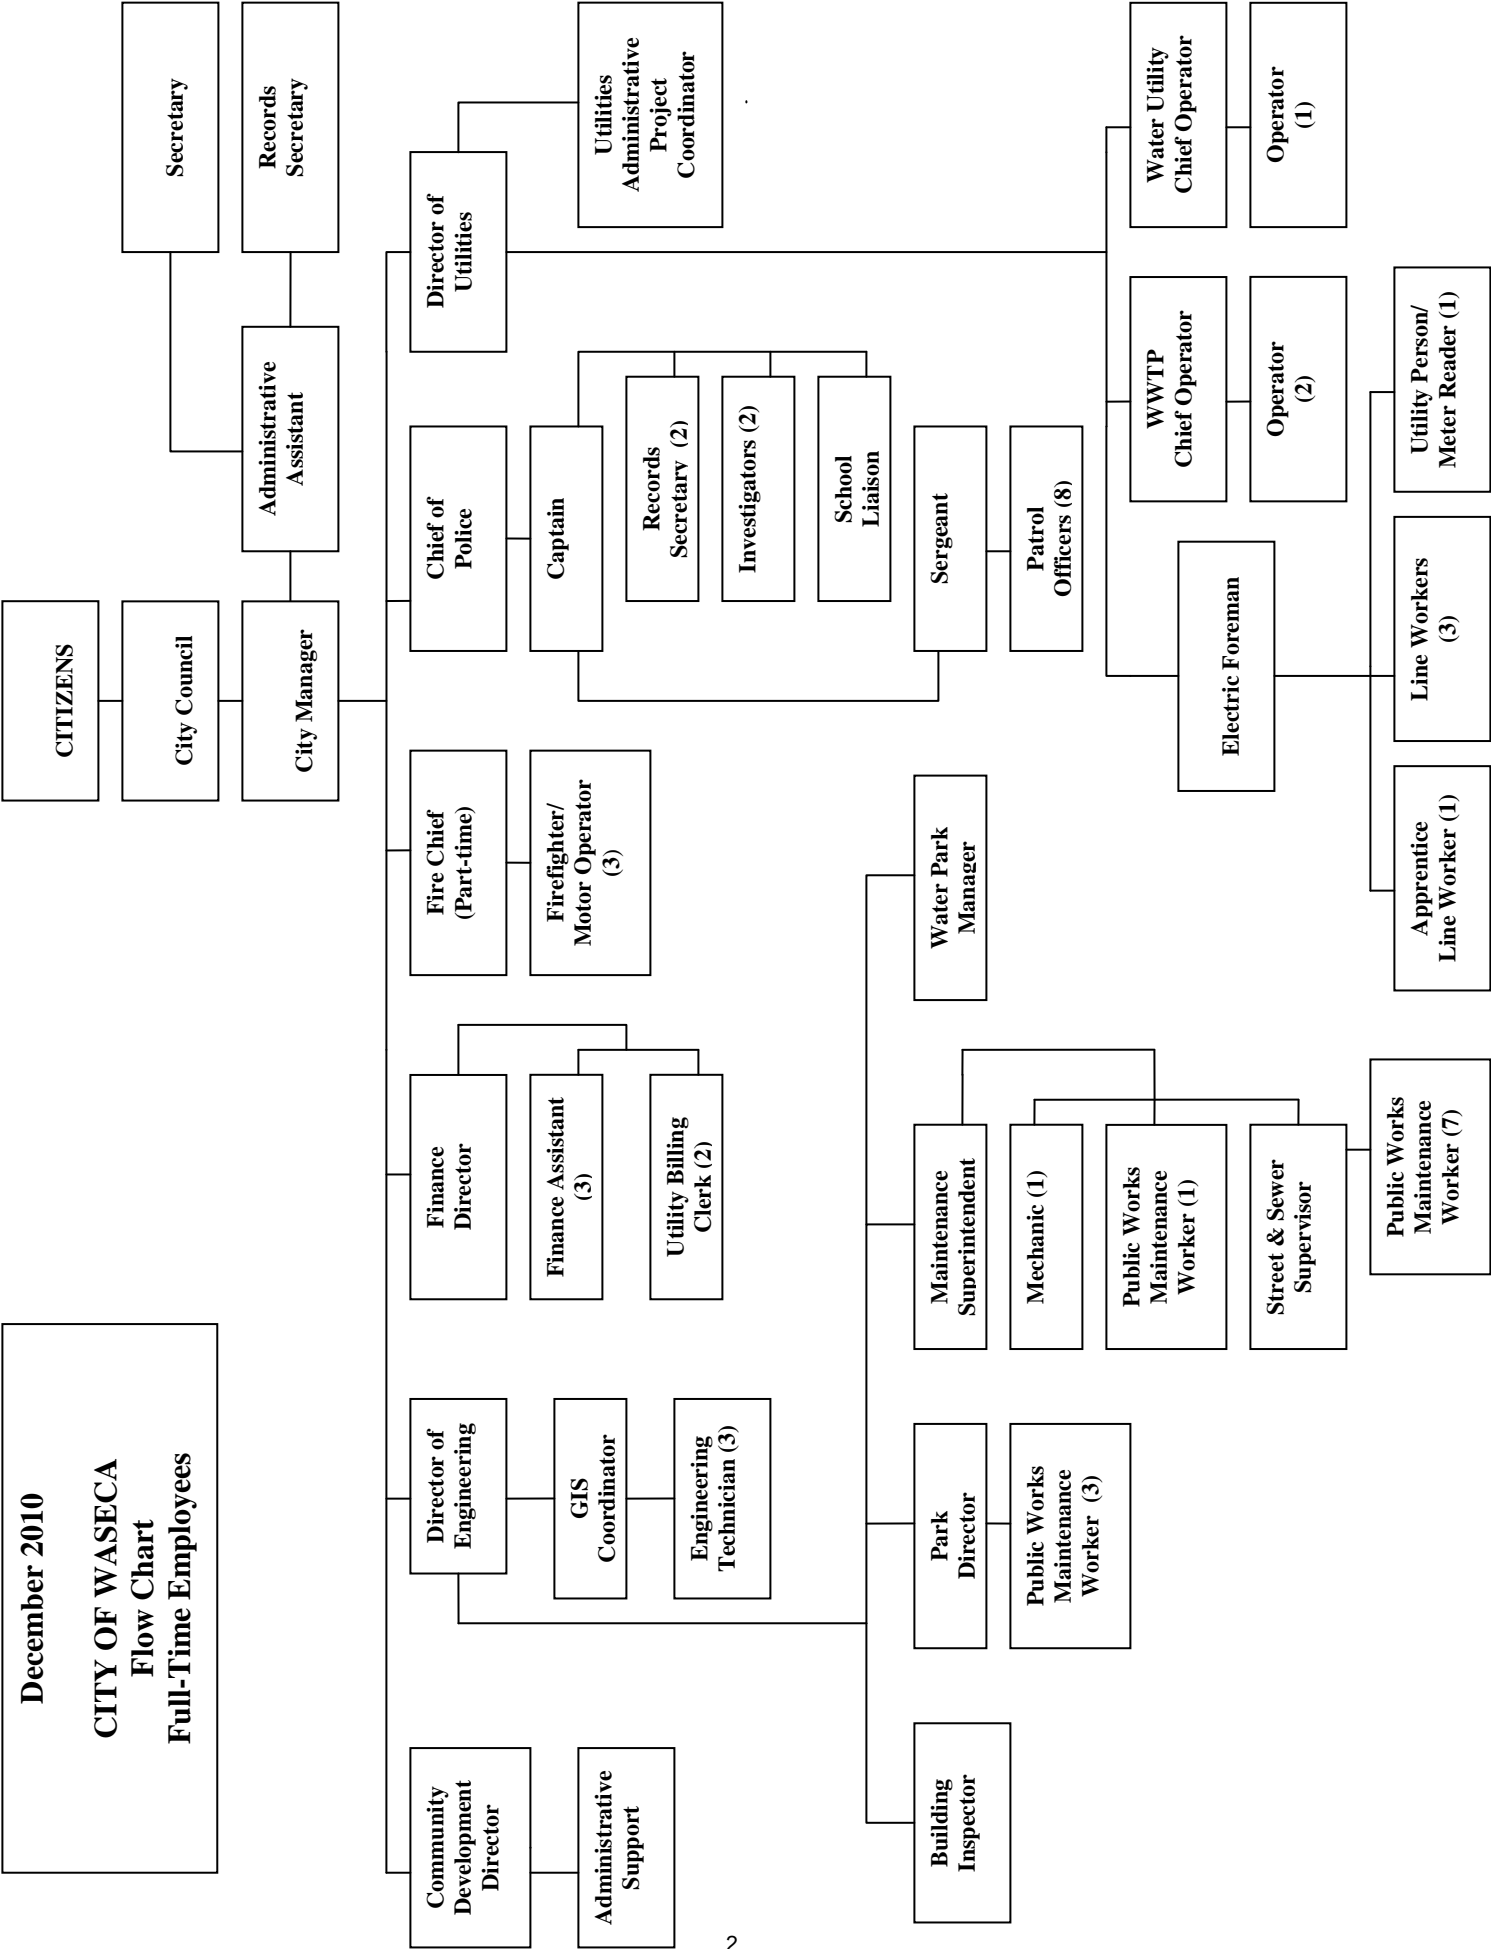 December 2010
CITY OF WASECA
Flow Chart
Full-Time Employees
CITIZENS
City Council
City Manager
Administrative
Assistant
Secretary
Records
Secretary
Community
Development
Director
Administrative
Support
Director of
Engineering
GIS
Coordinator
Engineering
Technician (3)
Finance
Director
Finance Assistant
(3)
Utility Billing
Clerk (2)
Fire Chief
(Part-time)
Firefighter/
Motor Operator
(3)
Chief of
Police
Captain
Records
Secretary (2)
Investigators (2)
School
Liaison
Sergeant
Patrol
Officers (8)
Director of
Utilities
Utilities
Administrative
Project
Coordinator
Building
Inspector
Park
Director
Public Works
Maintenance
Worker (3)
Maintenance
Superintendent
Mechanic (1)
Public Works
Maintenance
Worker (1)
Street & Sewer
Supervisor
Public Works
Maintenance
Worker (7)
Water Park
Manager
Electric Foreman
Apprentice
Line Worker (1)
Line Workers
(3)
Utility Person/
Meter Reader (1)
WWTP
Chief Operator
Operator
(2)
Water Utility
Chief Operator
Operator
(1)
2